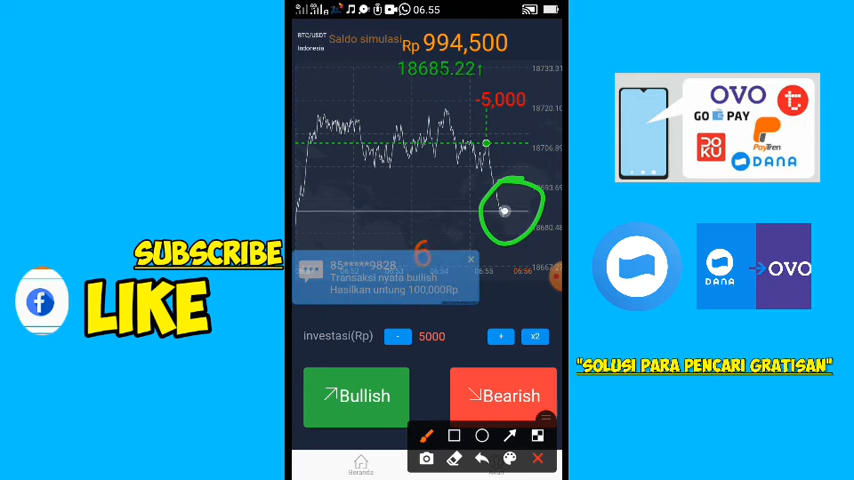 06.55
BTC/USDT
Indonesia
Saldo simulasi
Rp 994,500
18685.22↑
-5,000
18733.31
18720.10
18706.89
18693.69
18680.48
18667.27
6
85*****9828
Transaksi nyata bullish
Hasilkan untung 100,000Rp
06:52
06:53
06:54
06:55
06:56
investasi(Rp)
-
5000
+
x2
Bullish
Bearish
Beranda
SUBSCRIBE
LIKE
OVO
GO PAY
DOKU
PayTren
DANA
DANA
OVO
"SOLUSI PARA PENCARI GRATISAN"